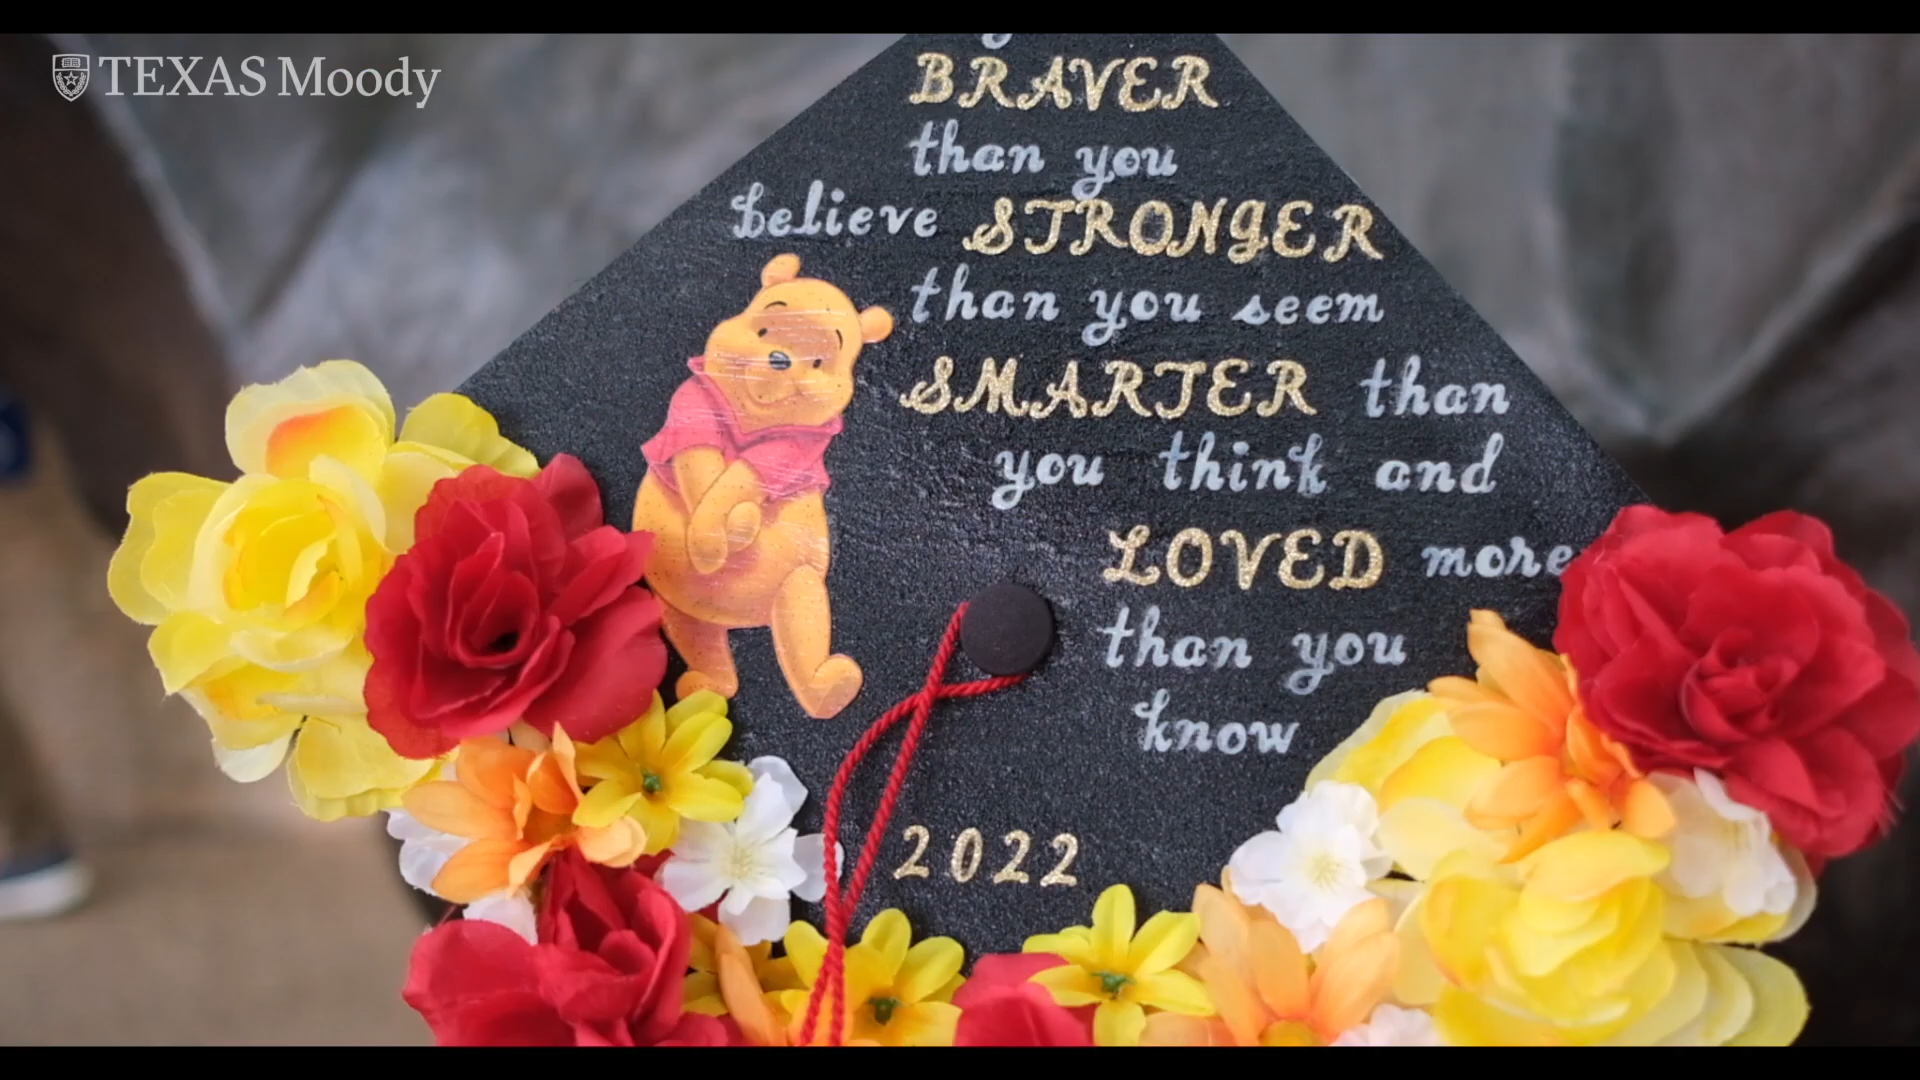 TEXAS Moody
BRAVER
than you
believe STRONGER
than you seem
SMARTER than
you think and
LOVED more
than you
know
2022